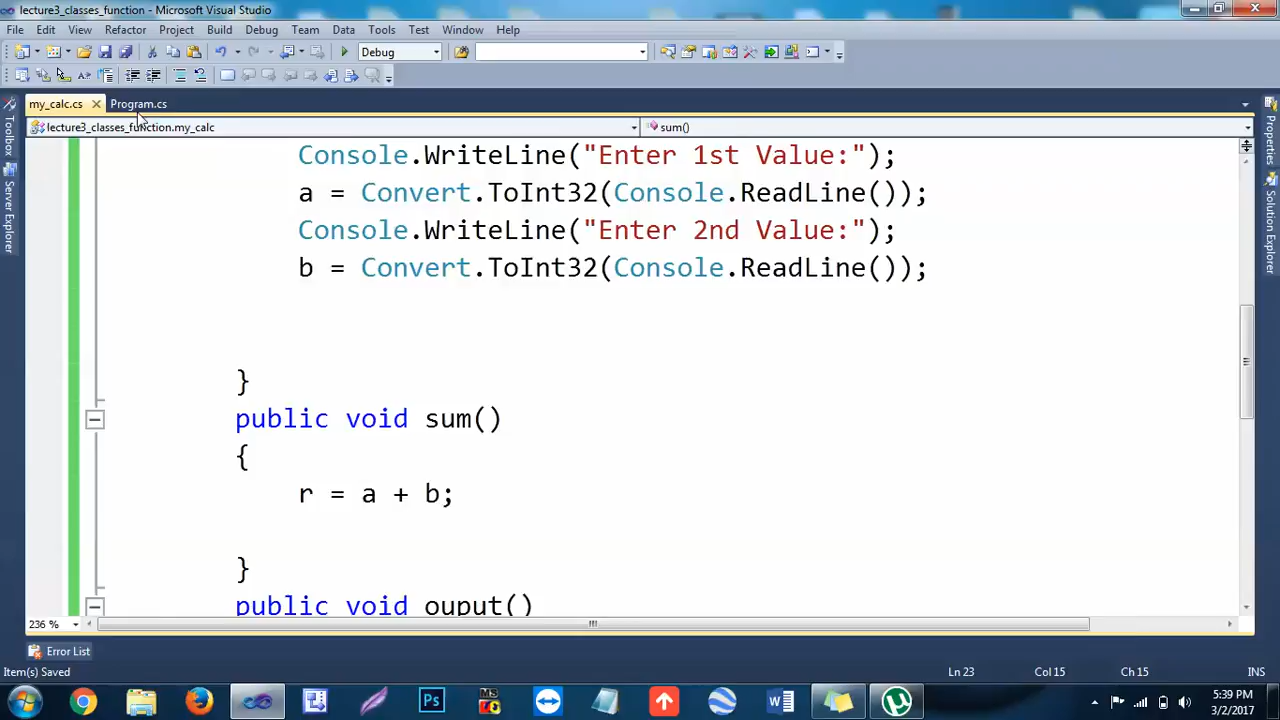 lecture3_classes_function - Microsoft Visual Studio
File Edit View Refactor Project Build Debug Team Data Tools Test Window Help
Debug
my_calc.cs Program.cs
lecture3_classes_function.my_calc sum()
Console.WriteLine("Enter 1st Value:");
a = Convert.ToInt32(Console.ReadLine());
Console.WriteLine("Enter 2nd Value:");
b = Convert.ToInt32(Console.ReadLine());
}
public void sum()
{
r = a + b;
}
public void ouput()
Toolbox
Server Explorer
Properties
Solution Explorer
236 %
Error List
Item(s) Saved Ln 23 Col 15 Ch 15 INS
Ps
MS
W
5:39 PM
3/2/2017